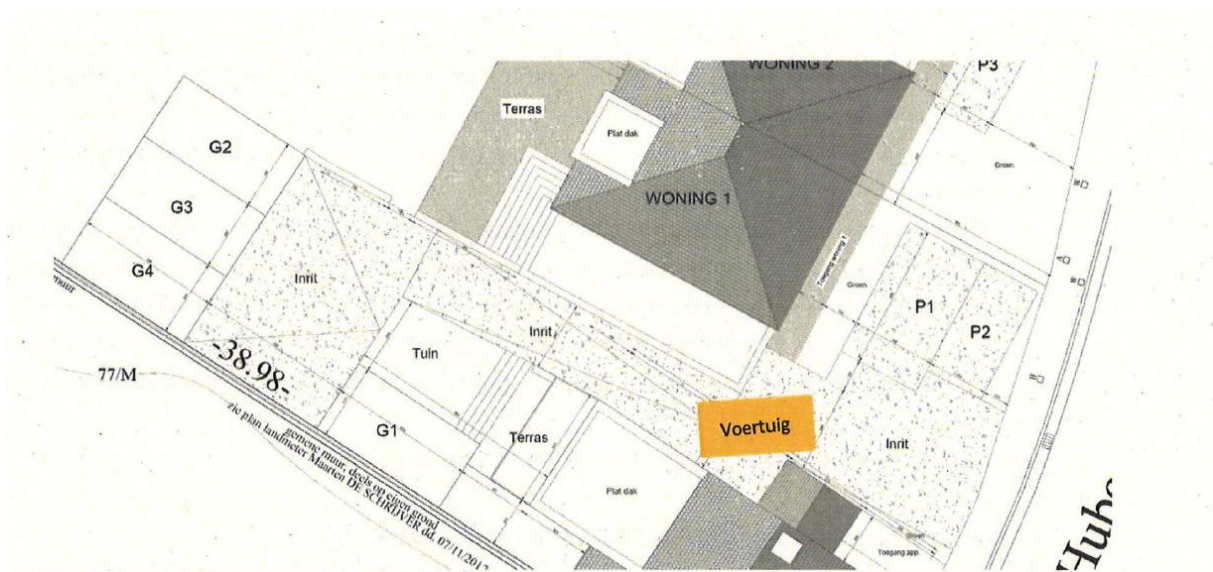 WONING 2
P3
Terras
Plat dak
G2
Groen
WONING 1
G3
Toegang woning 1
G4
Inrit
Groen
P1
muur
Inrit
P2
Tuin
-38.98-
77/M
Voertuig
G1
Terras
Inrit
gemene muur, deels op eigen grond
zie plan landmeter Maarten DE SCHRIJVER dd. 07/11/2017
Plat dak
Groen
Toegang app.